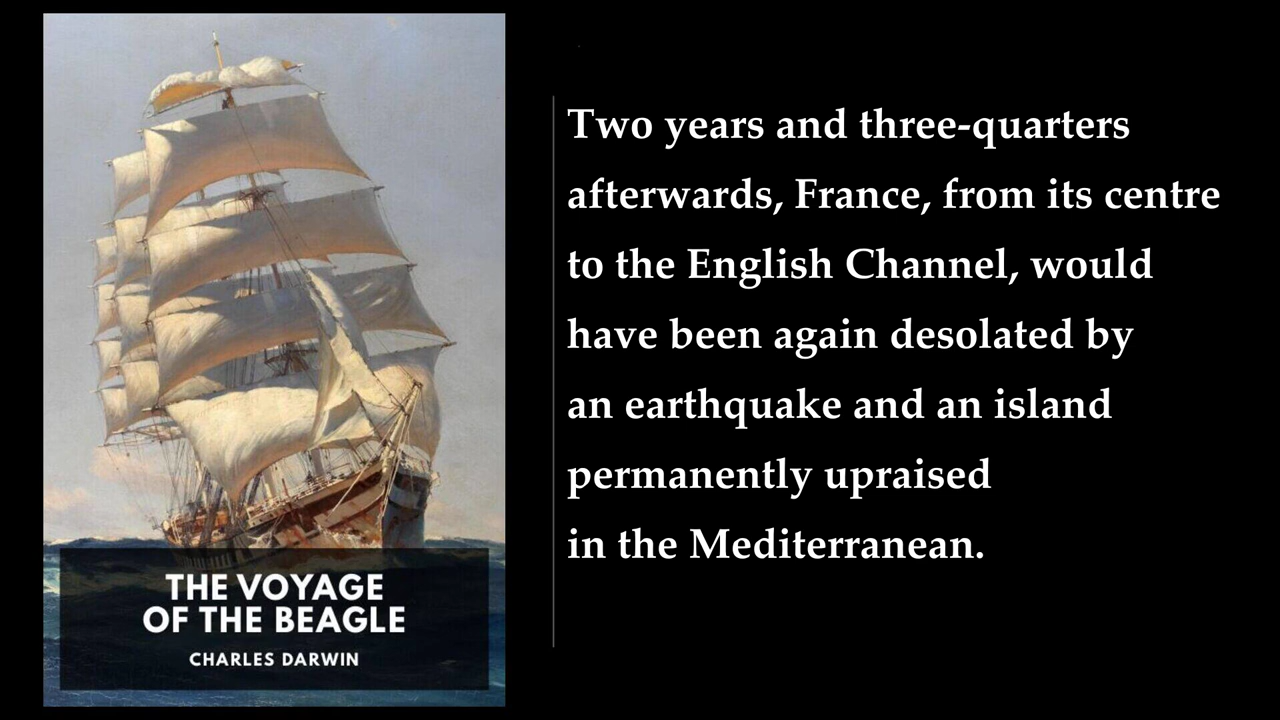 THE VOYAGE
OF THE BEAGLE
CHARLES DARWIN
Two years and three-quarters
afterwards, France, from its centre
to the English Channel, would
have been again desolated by
an earthquake and an island
permanently upraised
in the Mediterranean.